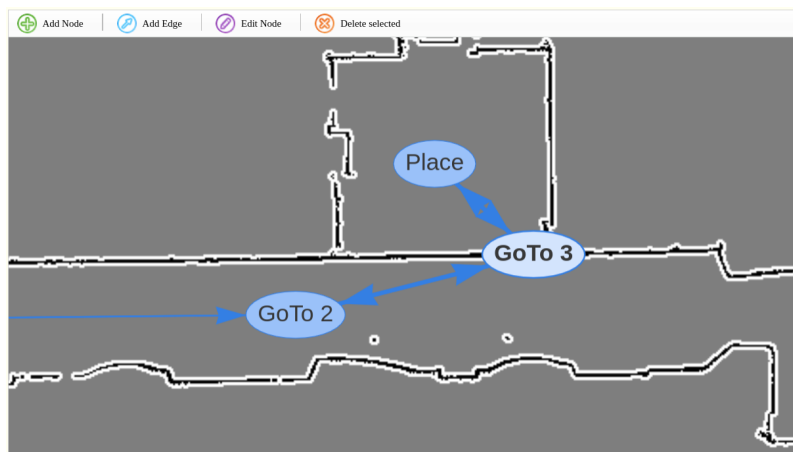 Add Node
Add Edge
Edit Node
Delete selected
Place
GoTo 3
GoTo 2